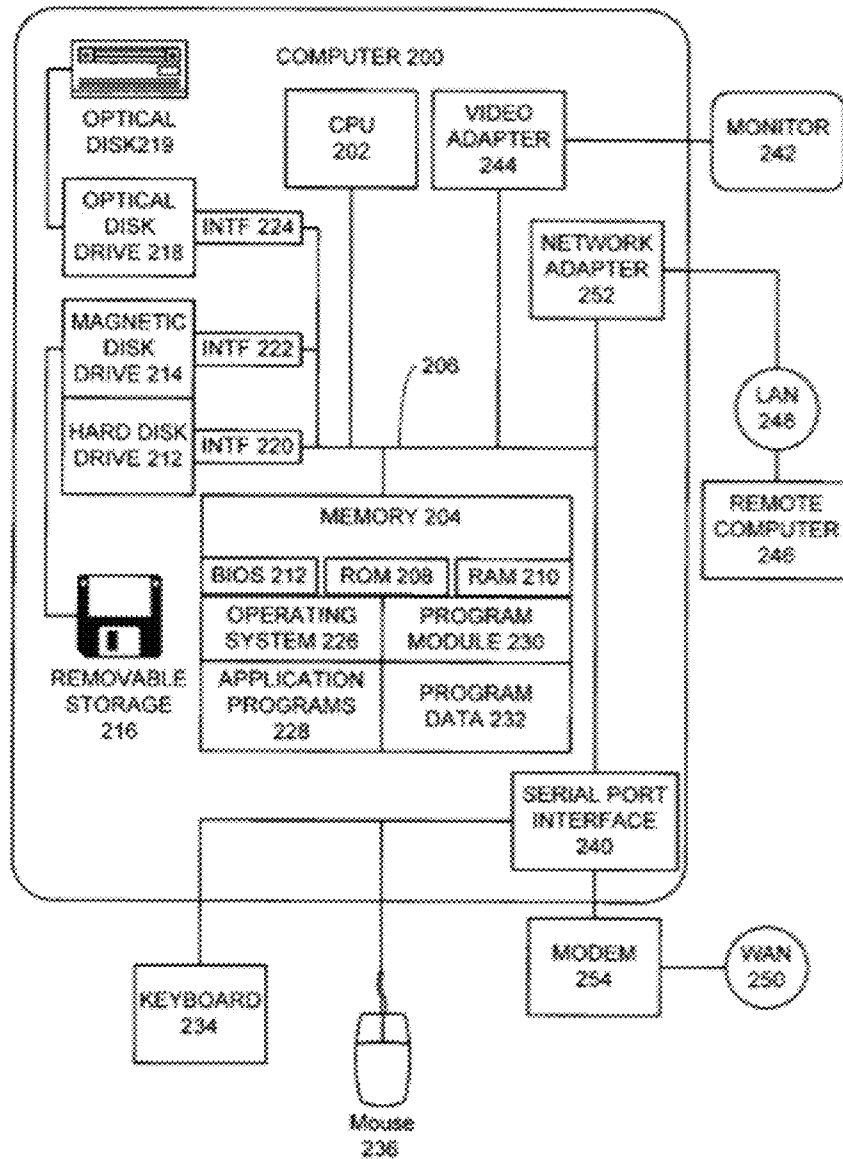 COMPUTER 200
OPTICAL
DISK219
CPU
202
VIDEO
ADAPTER
244
MONITOR
242
OPTICAL
DISK
DRIVE 218
INTF 224
NETWORK
ADAPTER
252
MAGNETIC
DISK
DRIVE 214
INTF 222
206
HARD DISK
DRIVE 212
INTF 220
LAN
248
REMOTE
COMPUTER
246
MEMORY 204
BIOS 212
ROM 208
RAM 210
OPERATING
SYSTEM 226
PROGRAM
MODULE 230
APPLICATION
PROGRAMS
228
PROGRAM
DATA 232
REMOVABLE
STORAGE
216
SERIAL PORT
INTERFACE
240
MODEM
254
WAN
250
KEYBOARD
234
Mouse
236